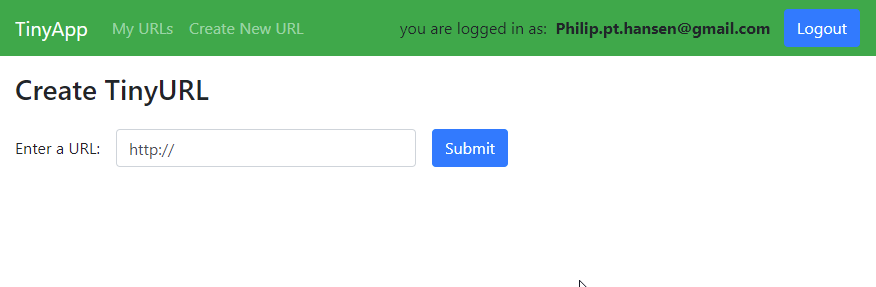 TinyApp My URLs Create New URL you are logged in as: Philip.pt.hansen@gmail.com Logout
Create TinyURL
Enter a URL: http:// Submit